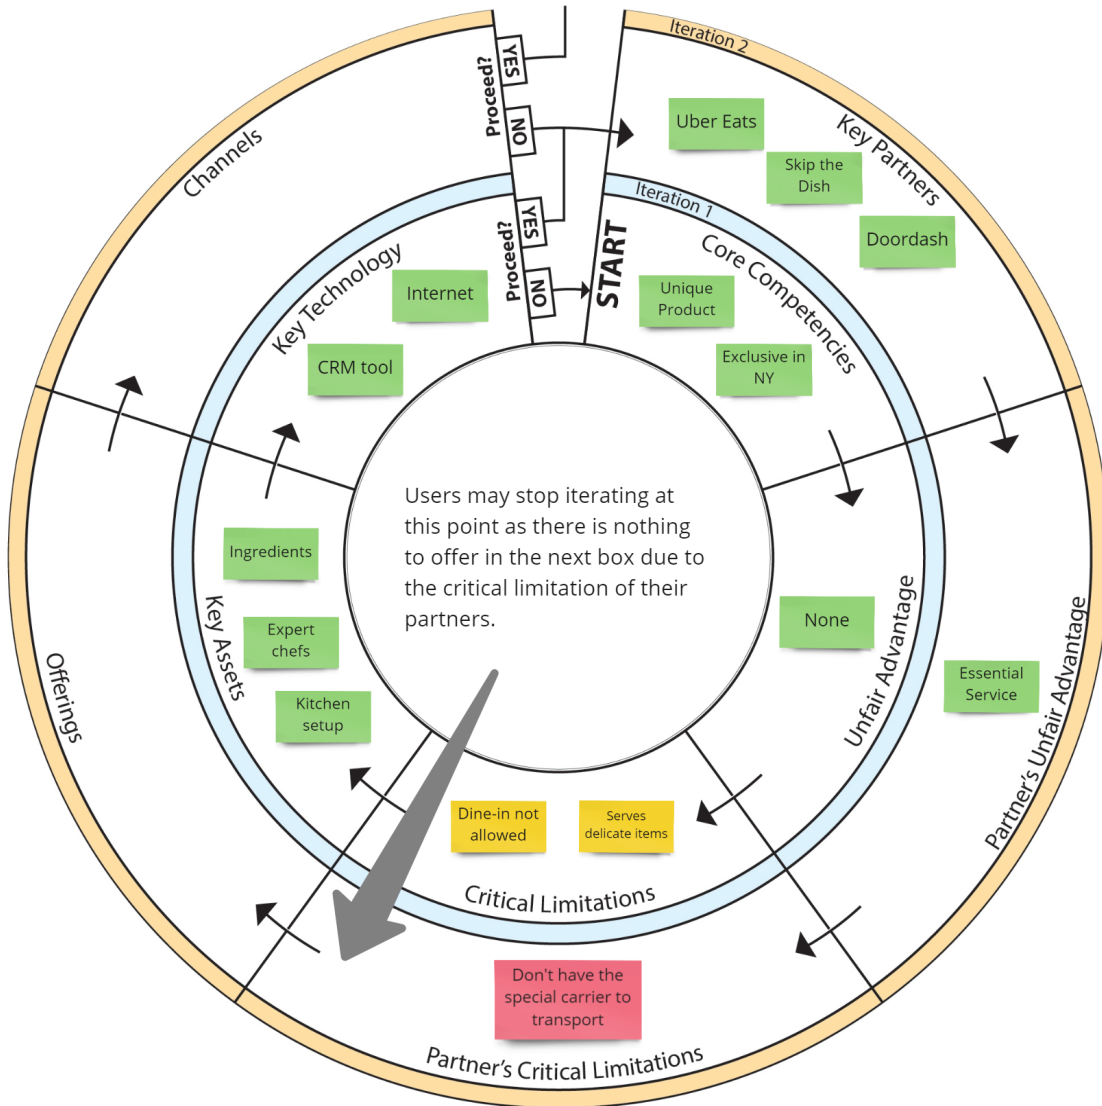 Iteration 2
Key Partners
Uber Eats
Skip the
Dish
Doordash
Partner's Unfair Advantage
Essential
Service
Partner's Critical Limitations
Don't have the
special carrier to
transport
Offerings
Channels
Proceed?
YES
NO
START
Iteration 1
Core Competencies
Unique
Product
Exclusive in
NY
Unfair Advantage
None
Critical Limitations
Serves
delicate items
Dine-in not
allowed
Key Assets
Kitchen
setup
Expert
chefs
Ingredients
Key Technology
CRM tool
Internet
Proceed?
YES
NO
Users may stop iterating at
this point as there is nothing
to offer in the next box due to
the critical limitation of their
partners.